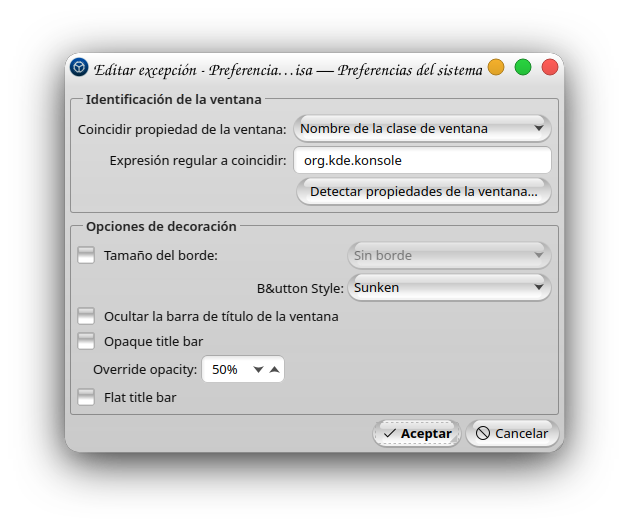 Editar excepción - Preferencia...isa — Preferencias del sistema
Identificación de la ventana
Coincidir propiedad de la ventana: Nombre de la clase de ventana
Expresión regular a coincidir: org.kde.konsole
Detectar propiedades de la ventana...
Opciones de decoración
Tamaño del borde: Sin borde
B&utton Style: Sunken
Ocultar la barra de título de la ventana
Opaque title bar
Override opacity: 50%
Flat title bar
Aceptar Cancelar